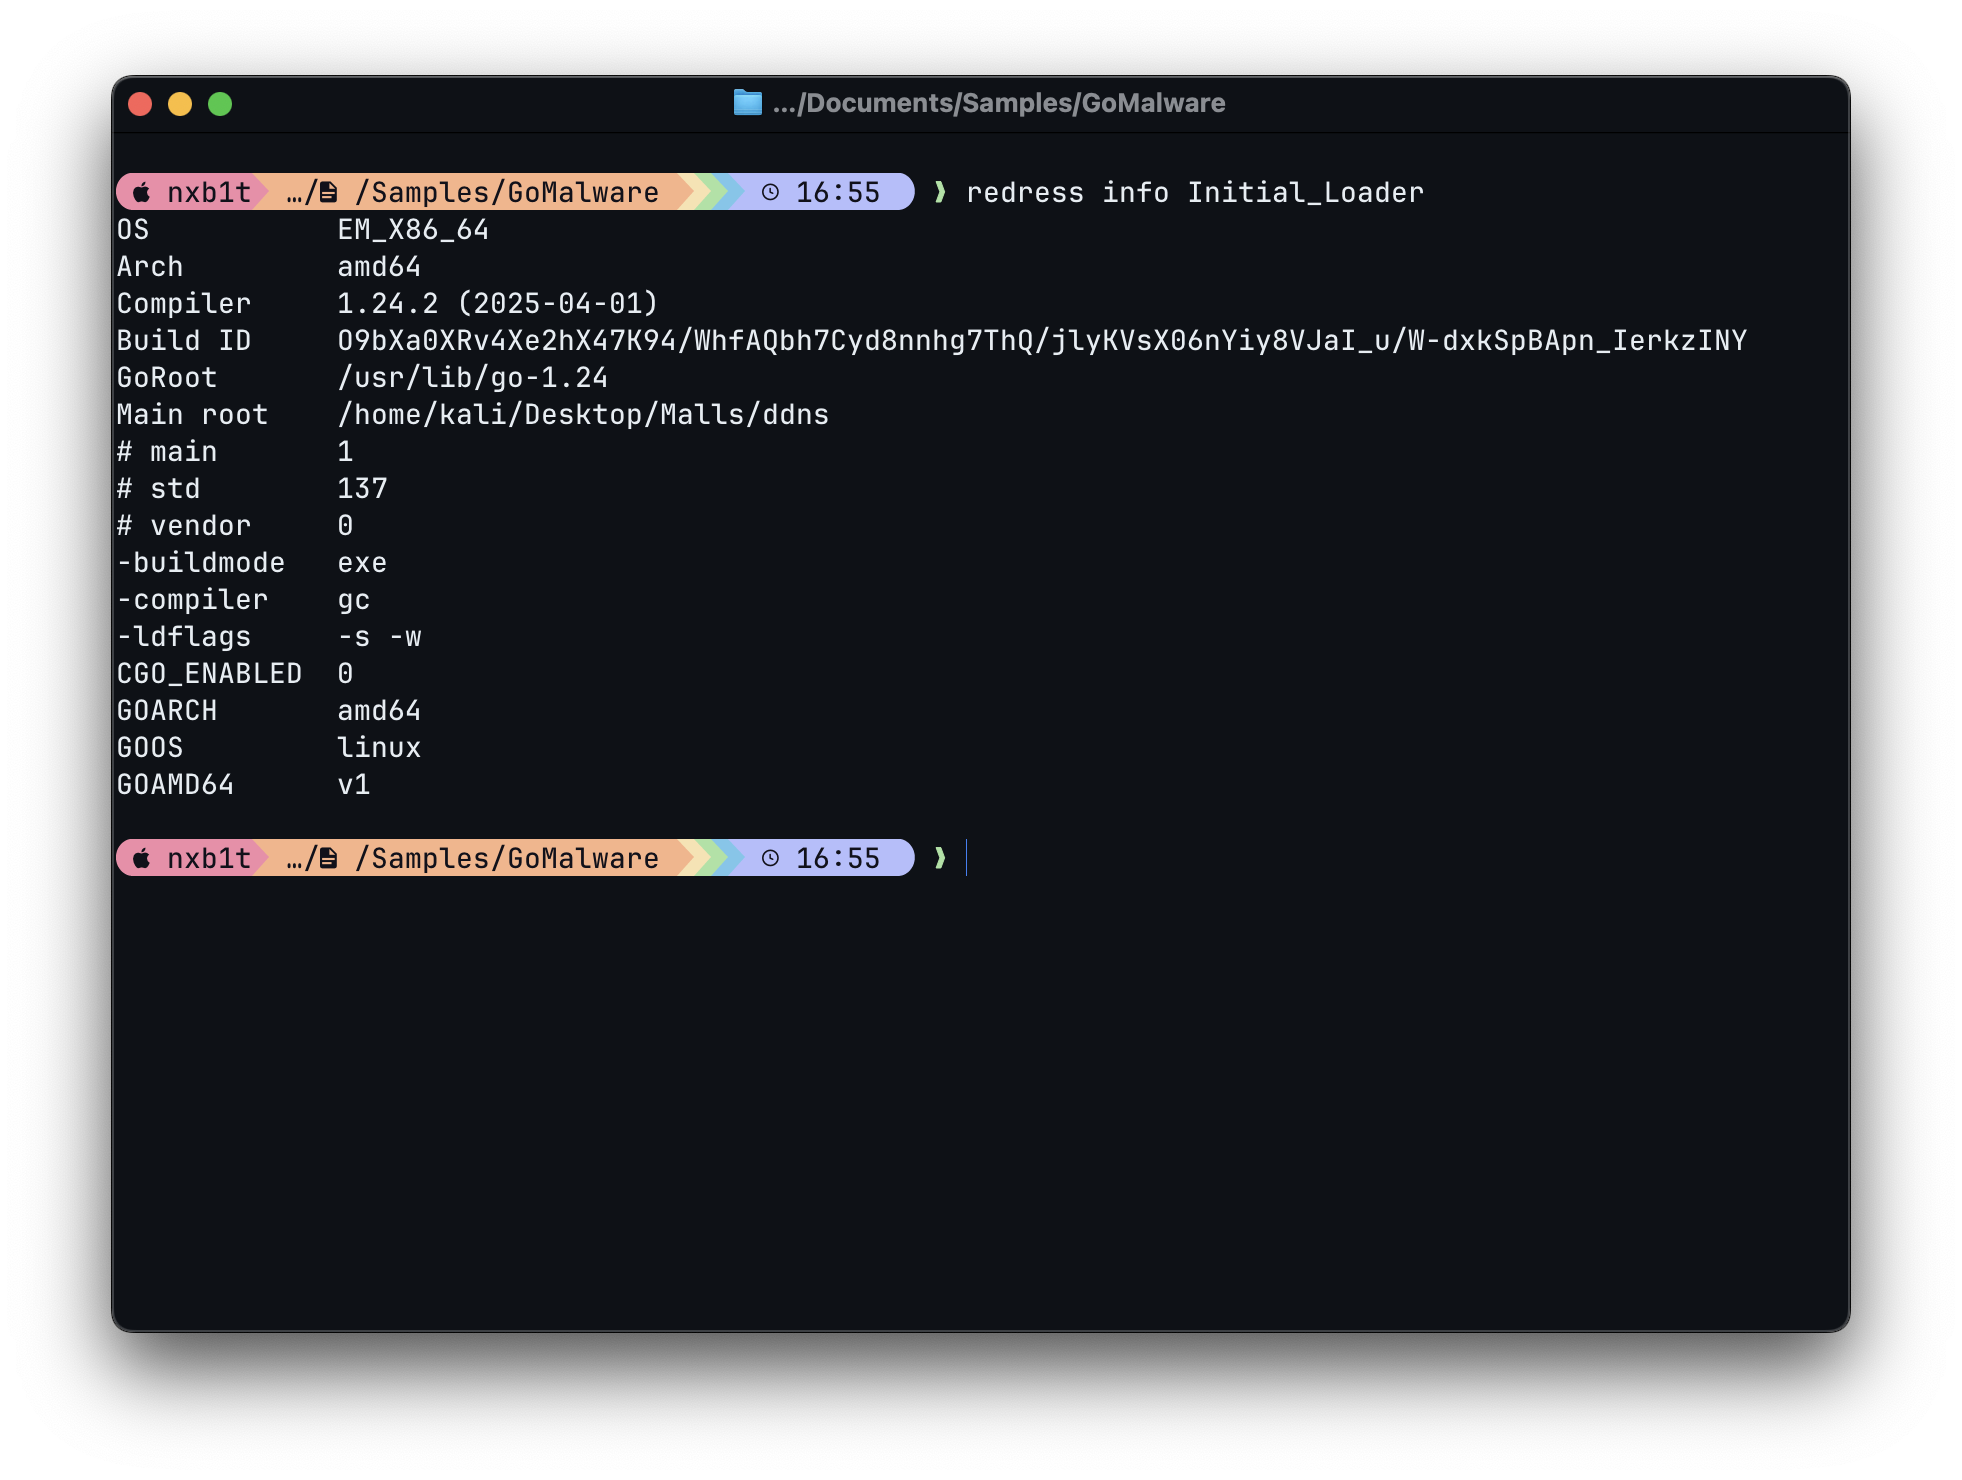 .../Documents/Samples/GoMalware
nxb1t …/ /Samples/GoMalware 16:55 ❱ redress info Initial_Loader
OS EM_X86_64
Arch amd64
Compiler 1.24.2 (2025-04-01)
Build ID O9bXa0XRv4Xe2hX47K94/WhfAQbh7Cyd8nnhg7ThQ/jlyKVsX06nYiy8VJaI_u/W-dxkSpBApn_IerkzINY
GoRoot /usr/lib/go-1.24
Main root /home/kali/Desktop/Malls/ddns
# main 1
# std 137
# vendor 0
-buildmode exe
-compiler gc
-ldflags -s -w
CGO_ENABLED 0
GOARCH amd64
GOOS linux
GOAMD64 v1
nxb1t …/ /Samples/GoMalware 16:55 ❱